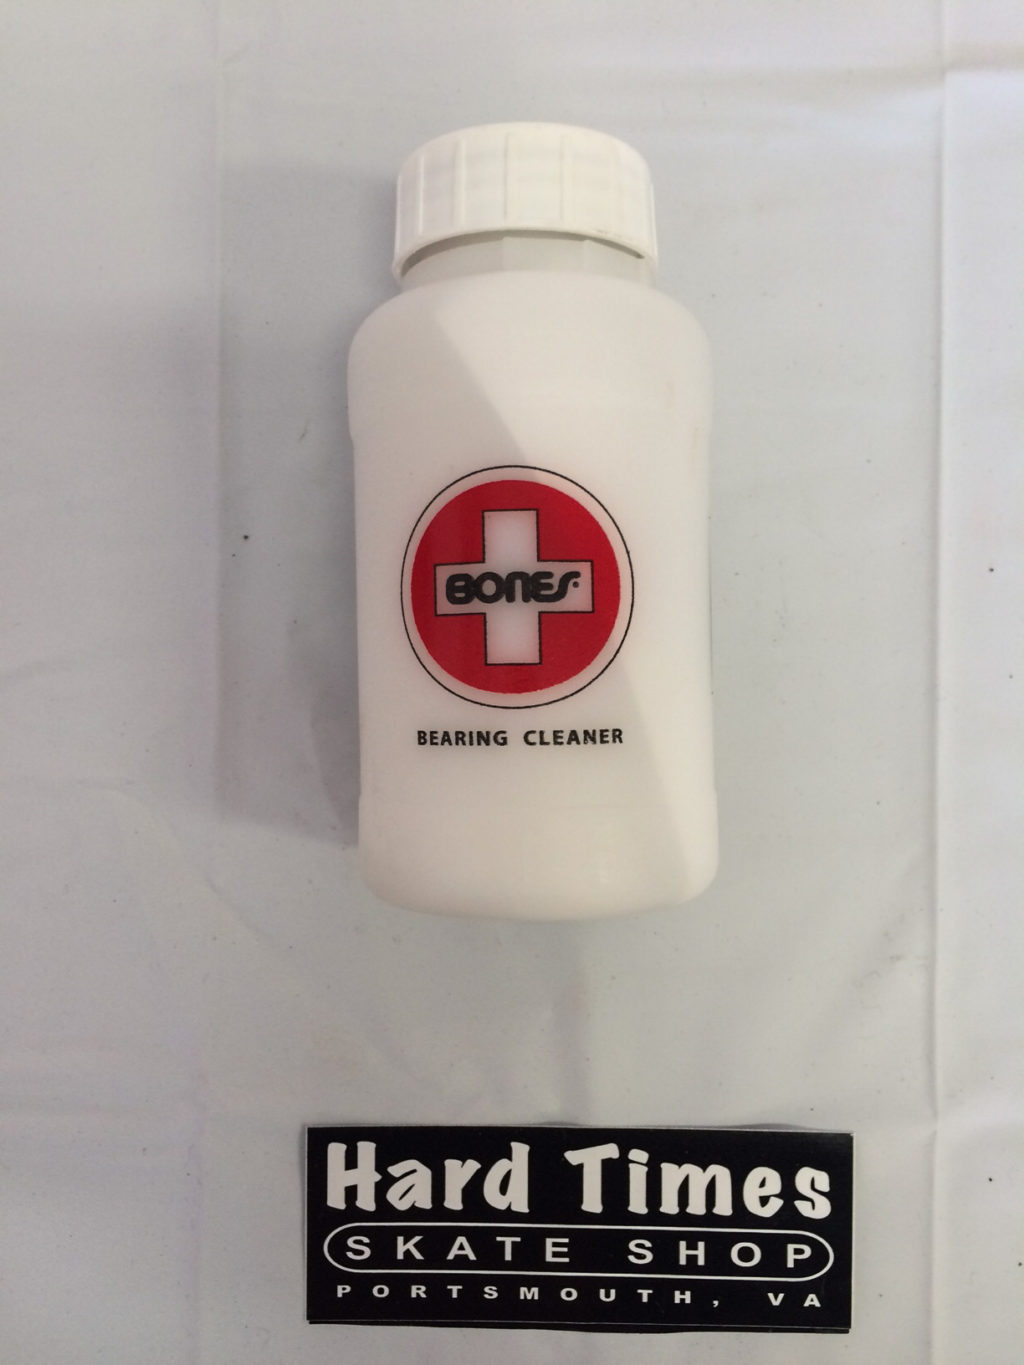 BONES
BEARING CLEANER
Hard Times
SKATE SHOP
PORTSMOUTH, VA